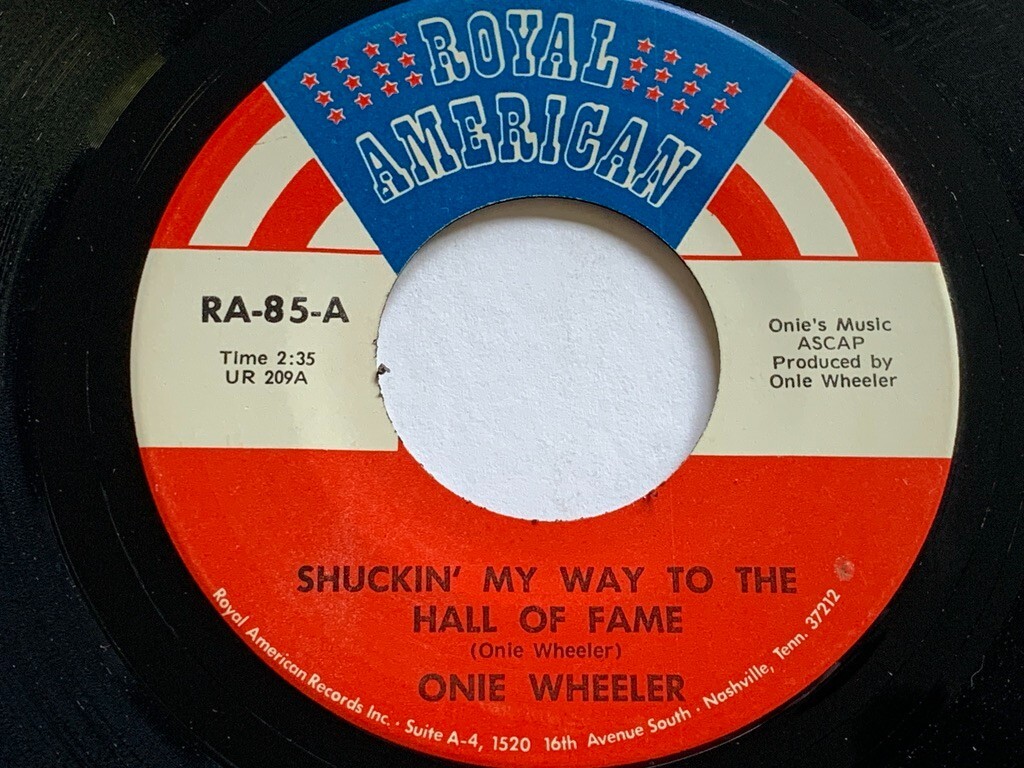 ROYAL
AMERICAN
RA-85-A
Time 2:35
UR 209A
Onie's Music
ASCAP
Produced by
Onie Wheeler
SHUCKIN' MY WAY TO THE
HALL OF FAME
(Onie Wheeler)
ONIE WHEELER
Royal American Records Inc. · Suite A-4, 1520 16th Avenue South · Nashville, Tenn. 37212